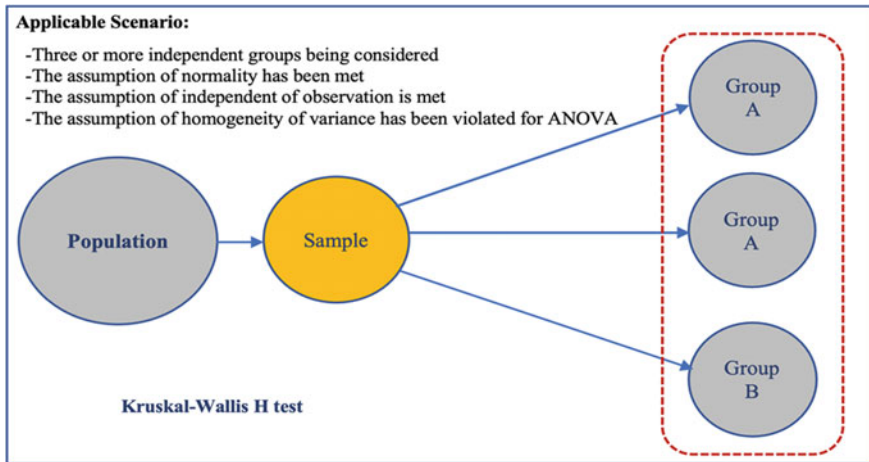 Applicable Scenario:
-Three or more independent groups being considered
-The assumption of normality has been met
-The assumption of independent of observation is met
-The assumption of homogeneity of variance has been violated for ANOVA
Population
Sample
Group
A
Group
A
Group
B
Kruskal-Wallis H test